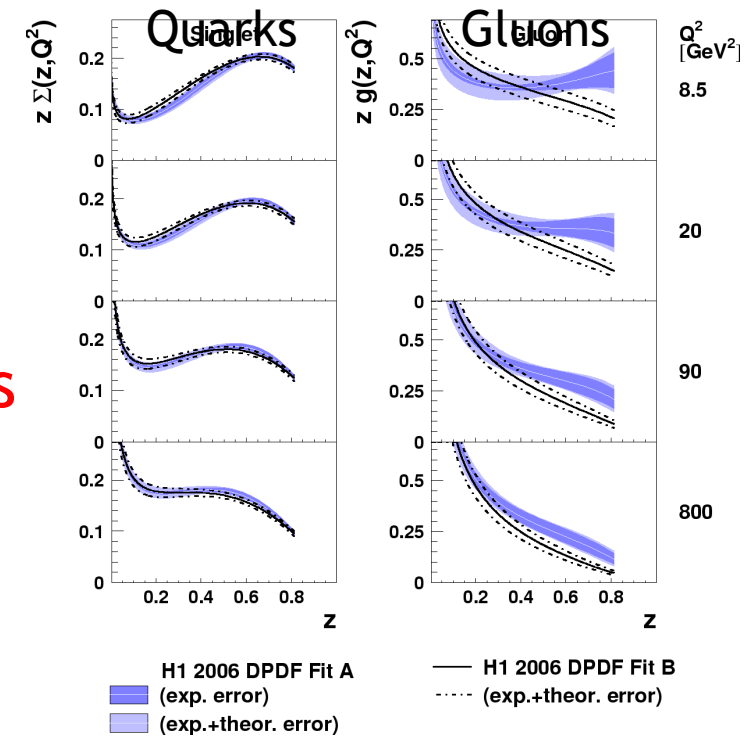 Quarks
Gluons
Singlet
z Σ(z,Q²)
z g(z,Q²)
Q²
[GeV²]
0.2
0.1
0
0.5
0.25
0
8.5
0.2
0.1
0
0.5
0.25
0
20
0.2
0.1
0
0.5
0.25
0
90
s
0.2
0.1
0
0.5
0.25
0
800
0.2 0.4 0.6 0.8
0.2 0.4 0.6 0.8
z
z
H1 2006 DPDF Fit A
(exp. error)
(exp.+theor. error)
H1 2006 DPDF Fit B
(exp.+theor. error)